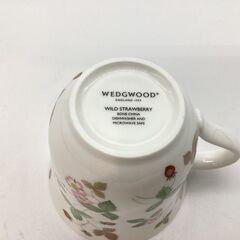 WEDGWOOD®
ENGLAND 1759
WILD STRAWBERRY
BONE CHINA
DISHWASHER AND
MICROWAVE SAFE